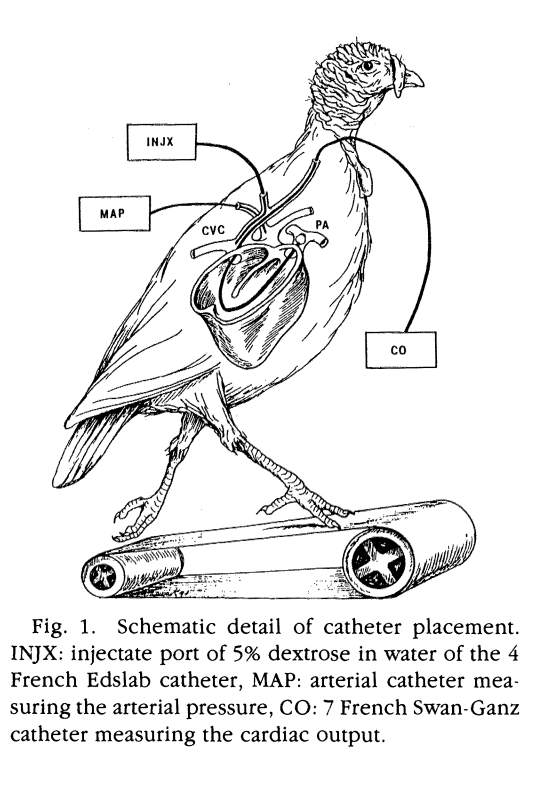 INJX
MAP
CVC
PA
CO
Fig. 1. Schematic detail of catheter placement.
INJX: injectate port of 5% dextrose in water of the 4
French Edslab catheter, MAP: arterial catheter mea-
suring the arterial pressure, CO: 7 French Swan-Ganz
catheter measuring the cardiac output.